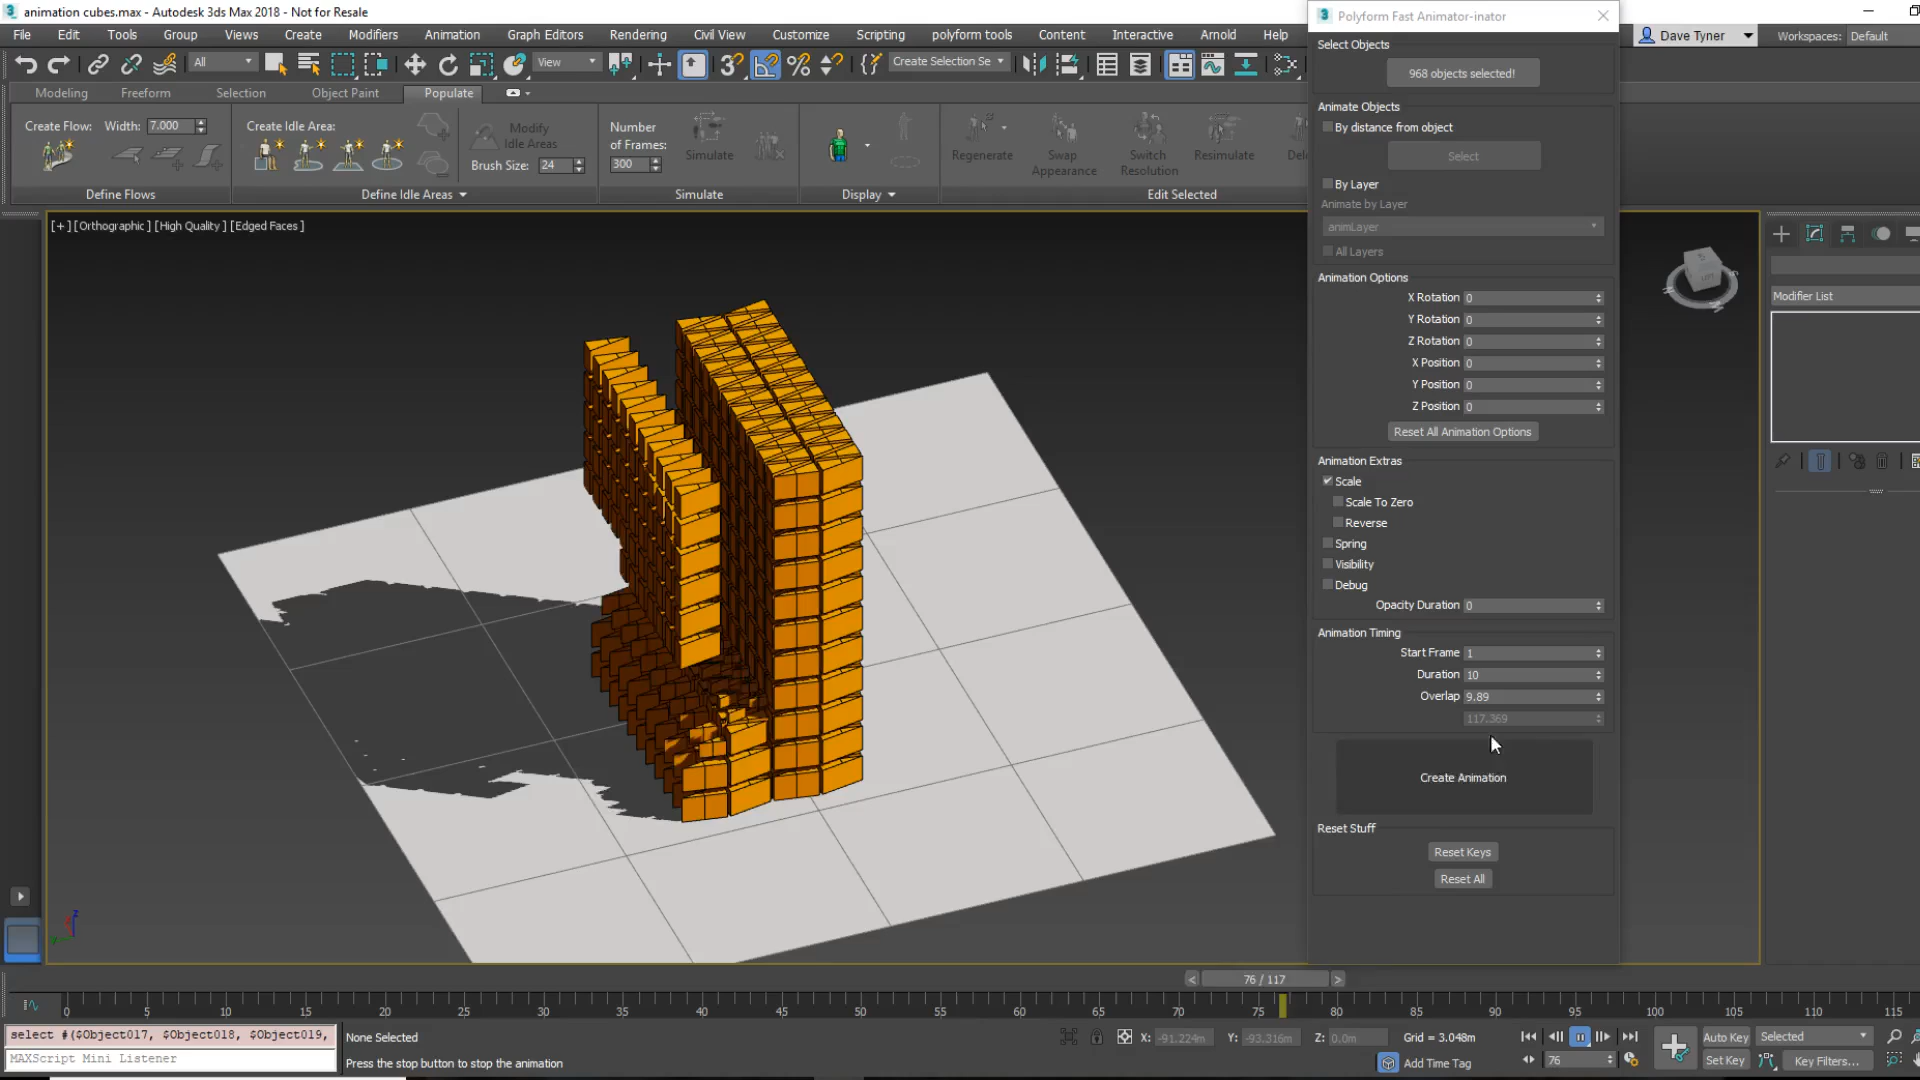 animation cubes.max - Autodesk 3ds Max 2018 - Not for Resale
File Edit Tools Group Views Create Modifiers Animation Graph Editors Rendering Civil View Customize Scripting polyform tools Content Interactive Arnold Help
Dave Tyner Workspaces: Default
All View Create Selection Se
Modeling Freeform Selection Object Paint Populate
Create Flow: Width: 7.000
Create Idle Area:
Modify Idle Areas
Brush Size: 24
Number of Frames:
300
Simulate
Regenerate
Swap Appearance
Switch Resolution
Resimulate
Define Flows
Define Idle Areas
Simulate
Display
Edit Selected
[+] [Orthographic] [High Quality] [Edged Faces]
Polyform Fast Animator-inator
Select Objects
968 objects selected!
Animate Objects
By distance from object
Select
By Layer
Animate by Layer
animLayer
All Layers
Animation Options
X Rotation 0
Y Rotation 0
Z Rotation 0
X Position 0
Y Position 0
Z Position 0
Reset All Animation Options
Animation Extras
Scale
Scale To Zero
Reverse
Spring
Visibility
Debug
Opacity Duration 0
Animation Timing
Start Frame 1
Duration 10
Overlap 9.89
117.369
Create Animation
Reset Stuff
Reset Keys
Reset All
Modifier List
< 76 / 117 >
0 5 10 15 20 25 30 35 40 45 50 55 60 65 70 75 80 85 90 95 100 105 110 115
select #($Object017, $Object018, $Object019,
MAXScript Mini Listener
None Selected
Press the stop button to stop the animation
X: -91.224m Y: -93.316m Z: 0.0m Grid = 3.048m
Add Time Tag
76
Auto Key Selected
Set Key Key Filters...